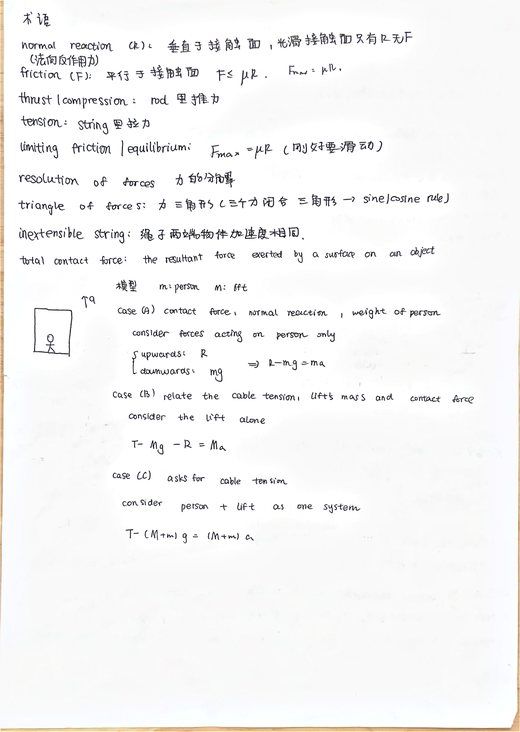 术语
normal reaction (R): 垂直于接触面,光滑接触面只有R无F
(法向反作用力)
friction (F): 平行于接触面 F≤ μR. Fmax = μR.
thrust/compression: rod 里推力
tension: string 里拉力
limiting friction/equilibrium: Fmax = μR (刚好要滑动)
resolution of forces 力的分解
triangle of forces: 力三角形 (三个力闭合三角形 → sine/cosine rule)
inextensible string: 绳子两端物体加速度相同.
total contact force: the resultant force exerted by a surface on an object
模型 m: person M: lift
↑a
case (A) contact force, normal reaction, weight of person
consider forces acting on person only
upwards: R
downwards: mg ⇒ R-mg=ma
case (B) relate the cable tension, lift's mass and contact force
consider the lift alone
T- Mg - R = Ma
case (C) asks for cable tension
consider person + lift as one system
T-(M+m)g = (M+m)a